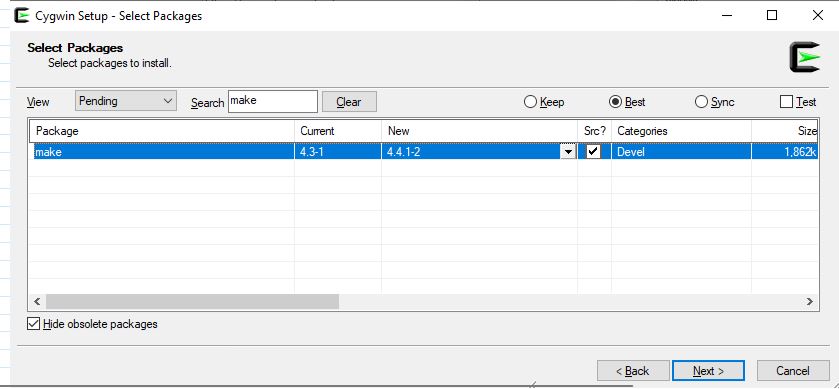 Cygwin Setup - Select Packages
Select Packages
Select packages to install.
View Pending Search make Clear Keep Best Sync Test
Package Current New Src? Categories Size
make 4.3-1 4.4.1-2 Devel 1,862k
Hide obsolete packages
< Back Next > Cancel